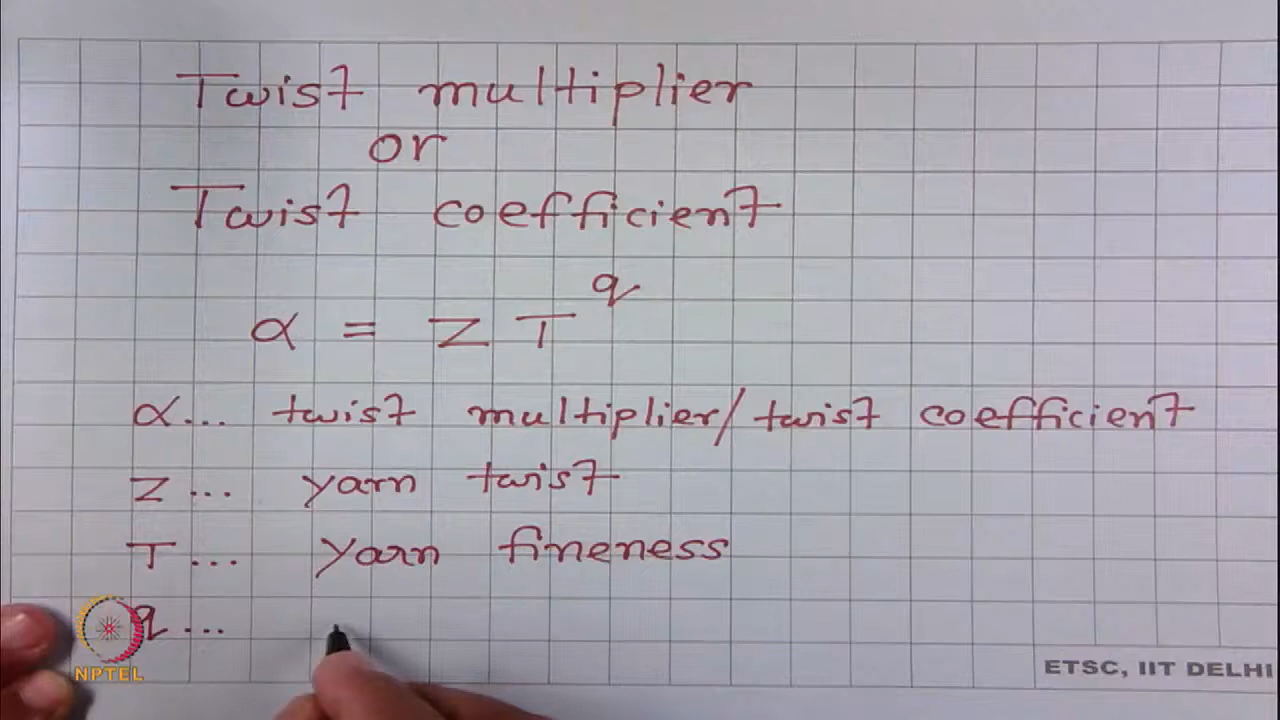 Twist multiplier
or
Twist coefficient
α = Z T^q
α... twist multiplier/twist coefficient
Z... yarn twist
T... yarn fineness
q...
NPTEL
ETSC, IIT DELHI